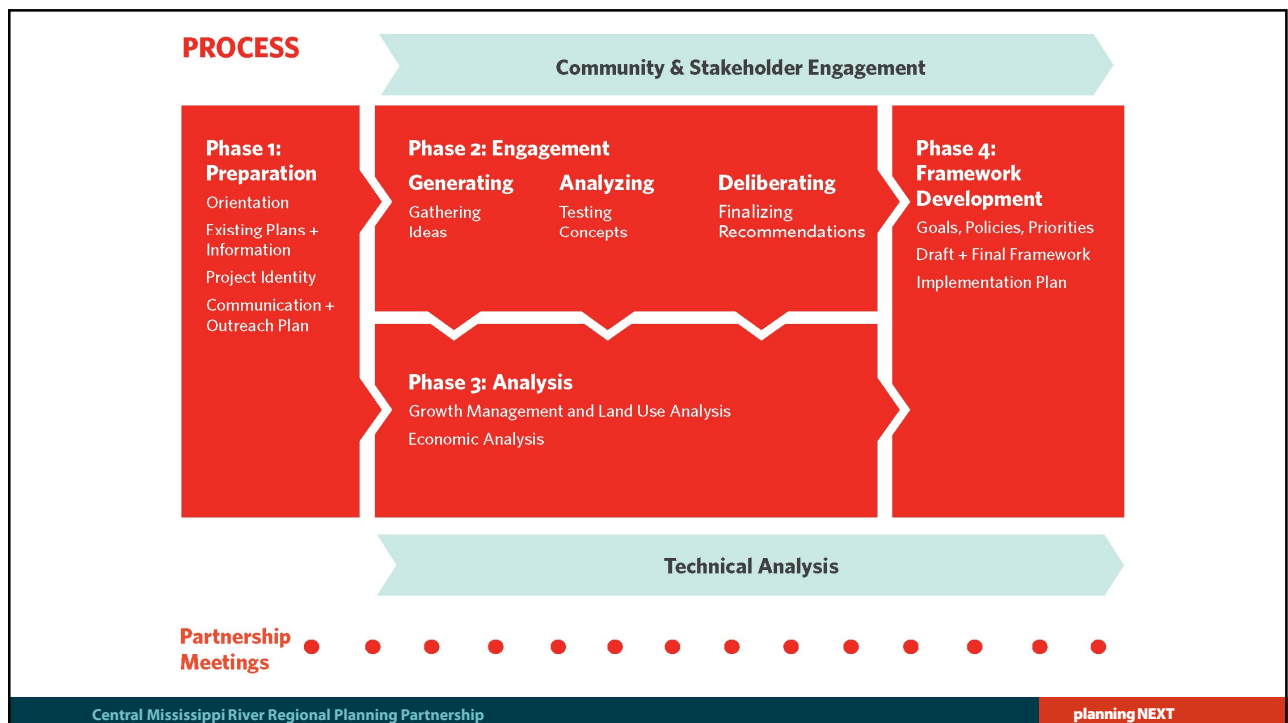 PROCESS
Community & Stakeholder Engagement
Phase 1:
Preparation
Orientation
Existing Plans +
Information
Project Identity
Communication +
Outreach Plan
Phase 2: Engagement
Generating
Gathering
Ideas
Analyzing
Testing
Concepts
Deliberating
Finalizing
Recommendations
Phase 3: Analysis
Growth Management and Land Use Analysis
Economic Analysis
Phase 4:
Framework
Development
Goals, Policies, Priorities
Draft + Final Framework
Implementation Plan
Technical Analysis
Partnership
Meetings
Central Mississippi River Regional Planning Partnership
planning NEXT